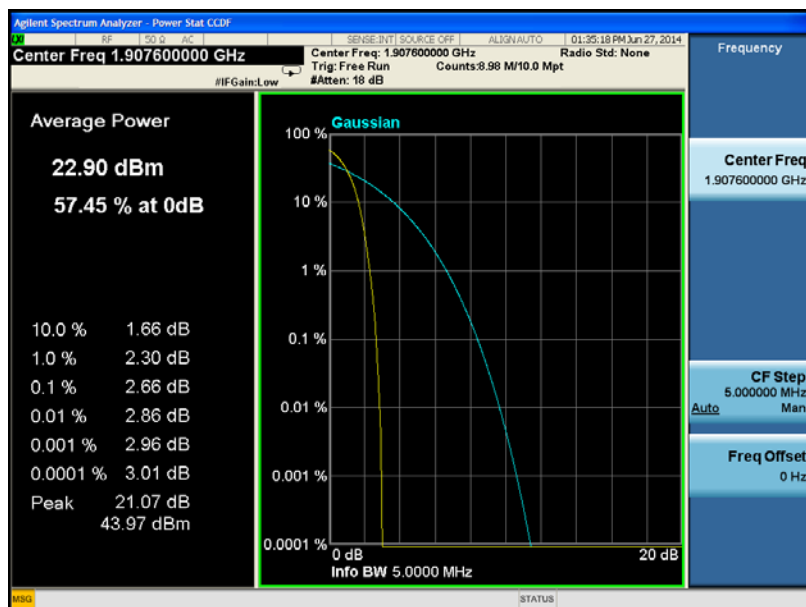 Agilent Spectrum Analyzer - Power Stat CCDF
RF 50 Ω AC SENSE:INT SOURCE OFF ALIGN AUTO 01:35:18 PM Jun 27, 2014
Center Freq 1.907600000 GHz
Center Freq: 1.907600000 GHz Radio Std: None
Trig: Free Run Counts:8.98 M/10.0 Mpt
#IFGain:Low #Atten: 18 dB
Average Power
22.90 dBm
57.45 % at 0dB
10.0 % 1.66 dB
1.0 % 2.30 dB
0.1 % 2.66 dB
0.01 % 2.86 dB
0.001 % 2.96 dB
0.0001 % 3.01 dB
Peak 21.07 dB
43.97 dBm
Gaussian
100 %
10 %
1 %
0.1 %
0.01 %
0.001 %
0.0001 %
0 dB 20 dB
Info BW 5.0000 MHz
Frequency
Center Freq
1.907600000 GHz
CF Step
5.000000 MHz
Auto Man
Freq Offset
0 Hz
MSG STATUS